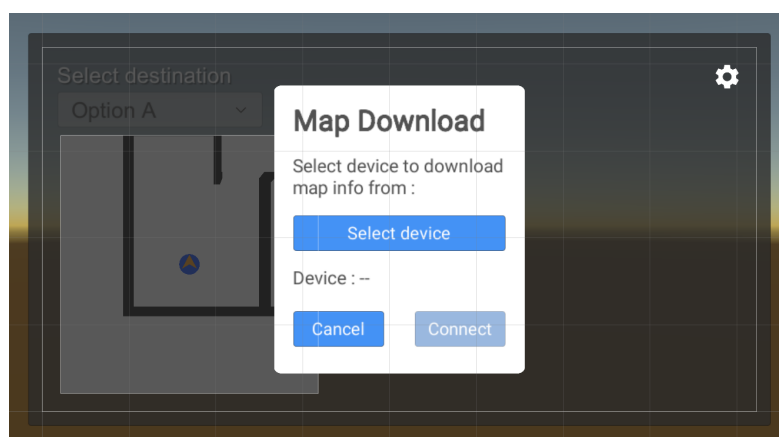 Select destination
Option A
Map Download
Select device to download
map info from :
Select device
Device : --
Cancel
Connect